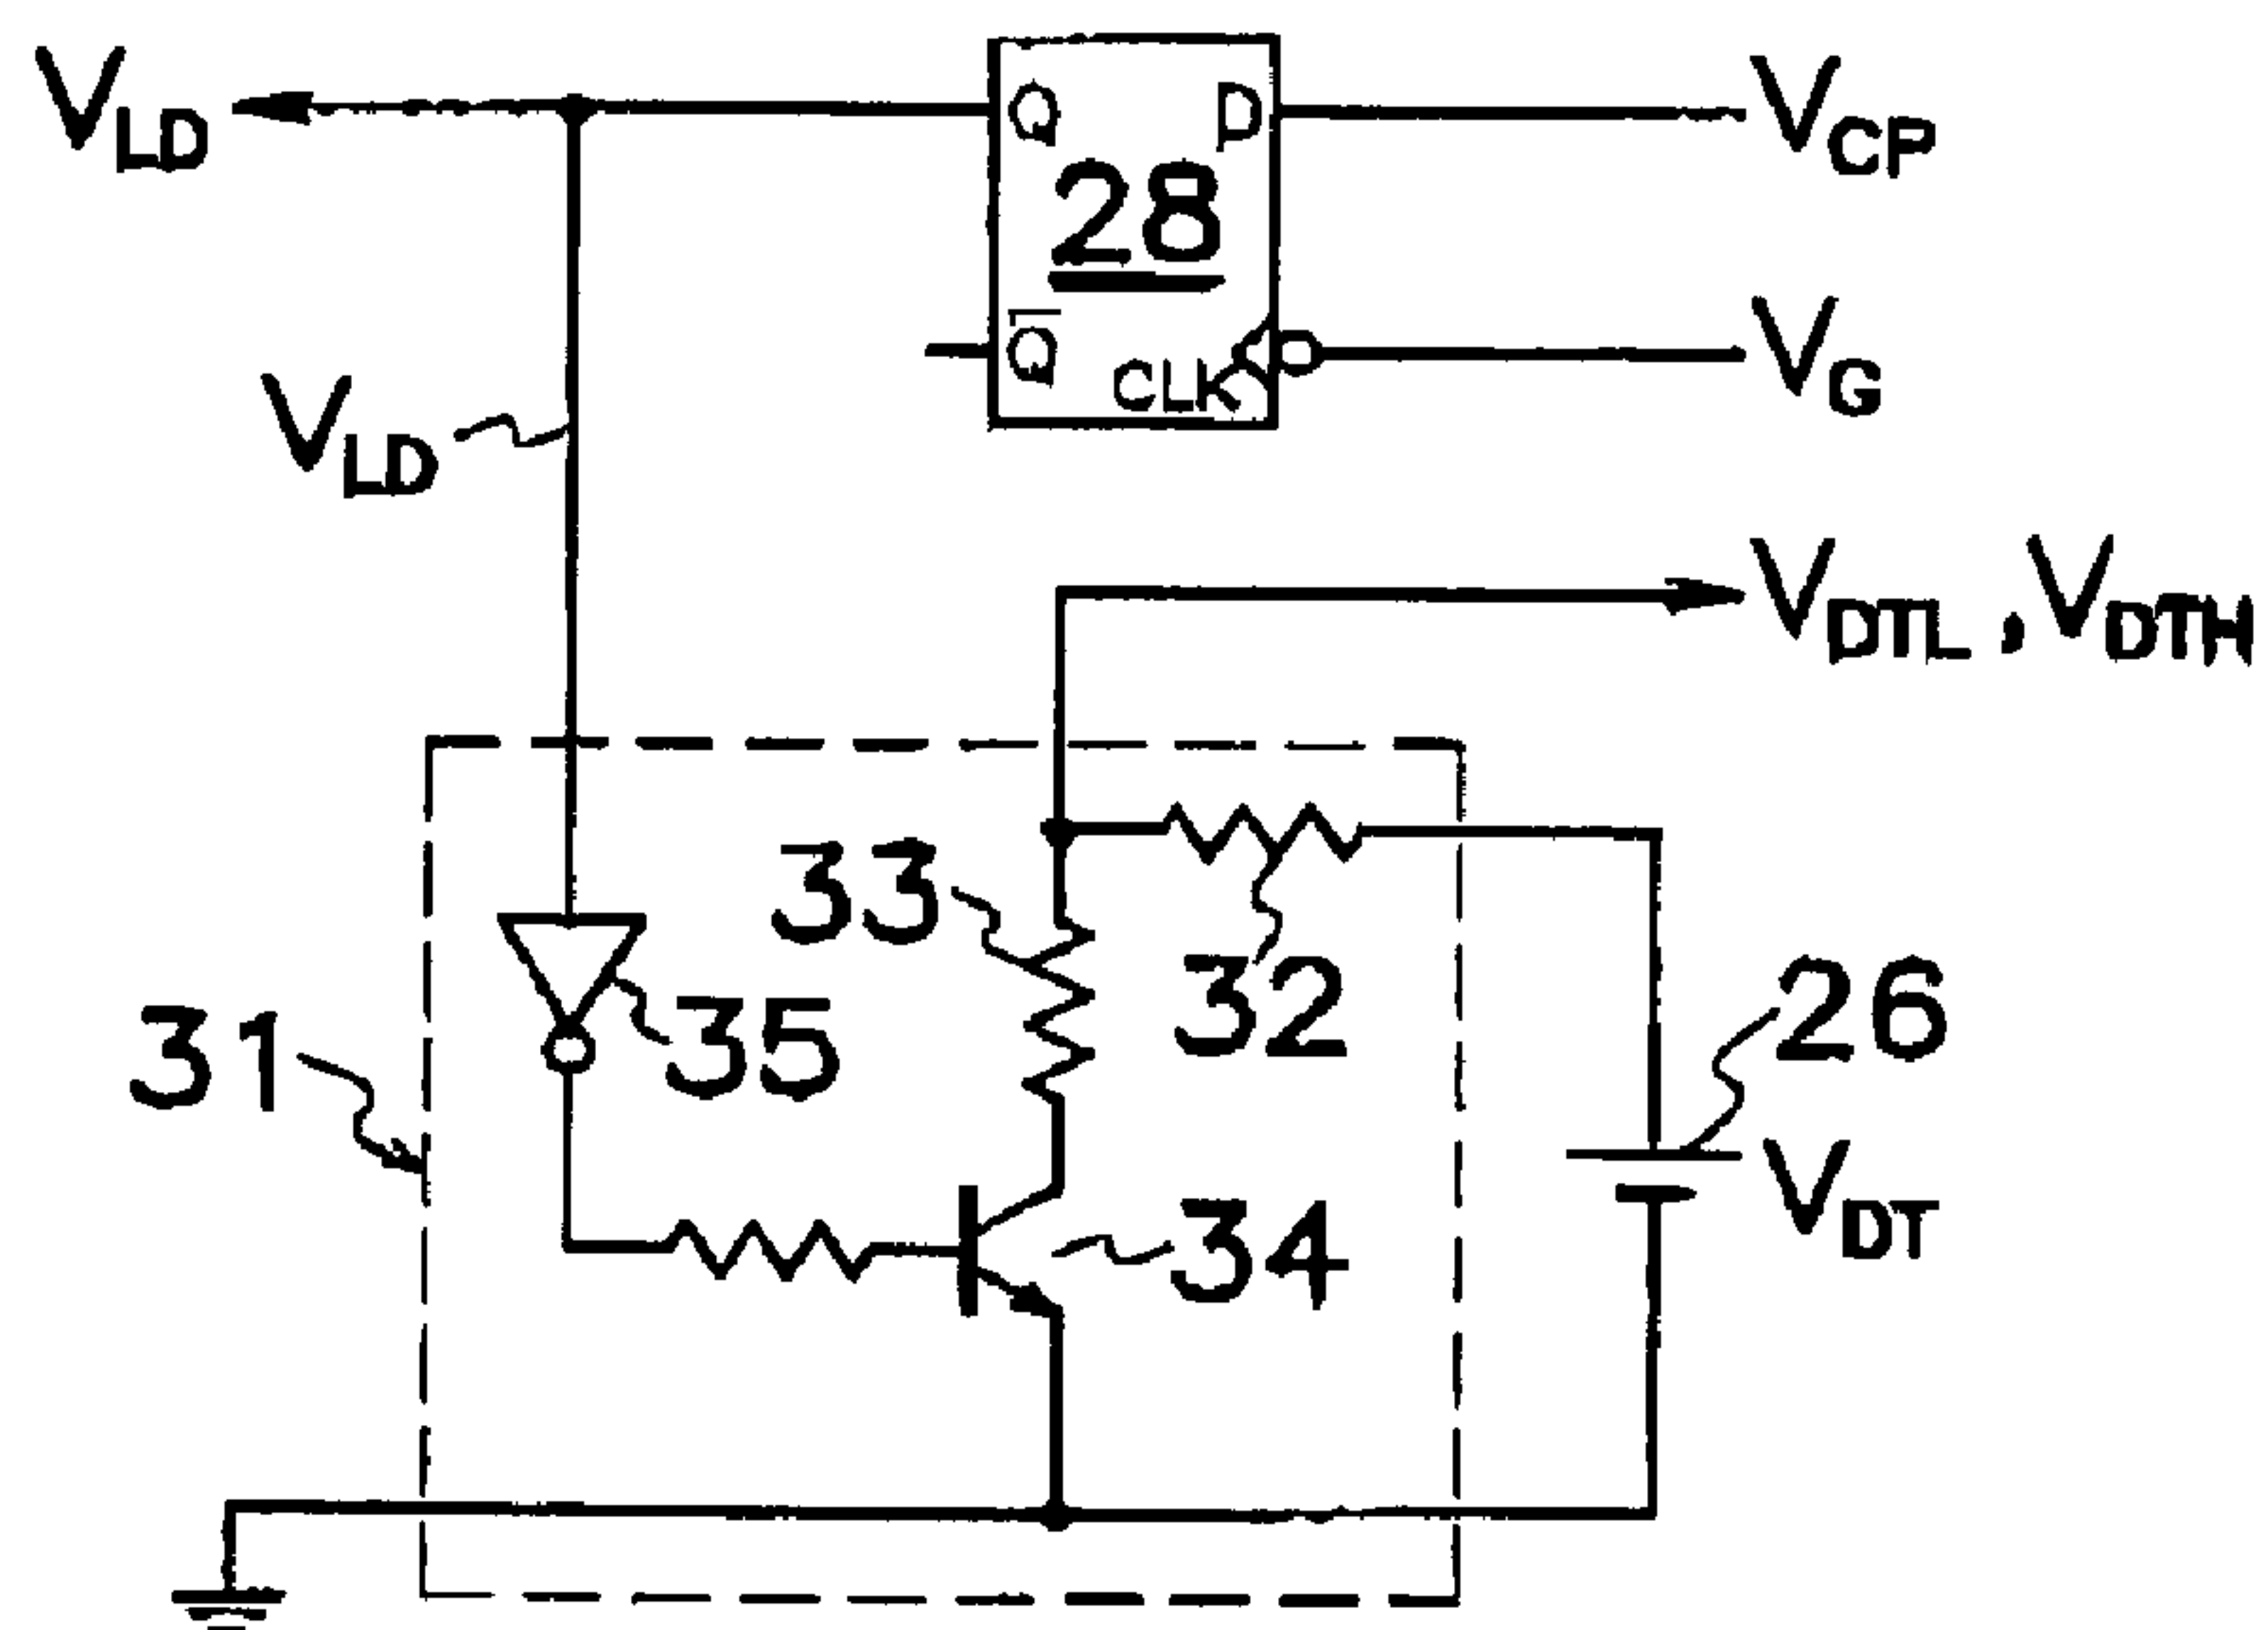 VLD
Q D
VCP
28
Q̅
CLK
VG
VLD
VDTL , VDTH
33
32
26
31
35
34
VDT